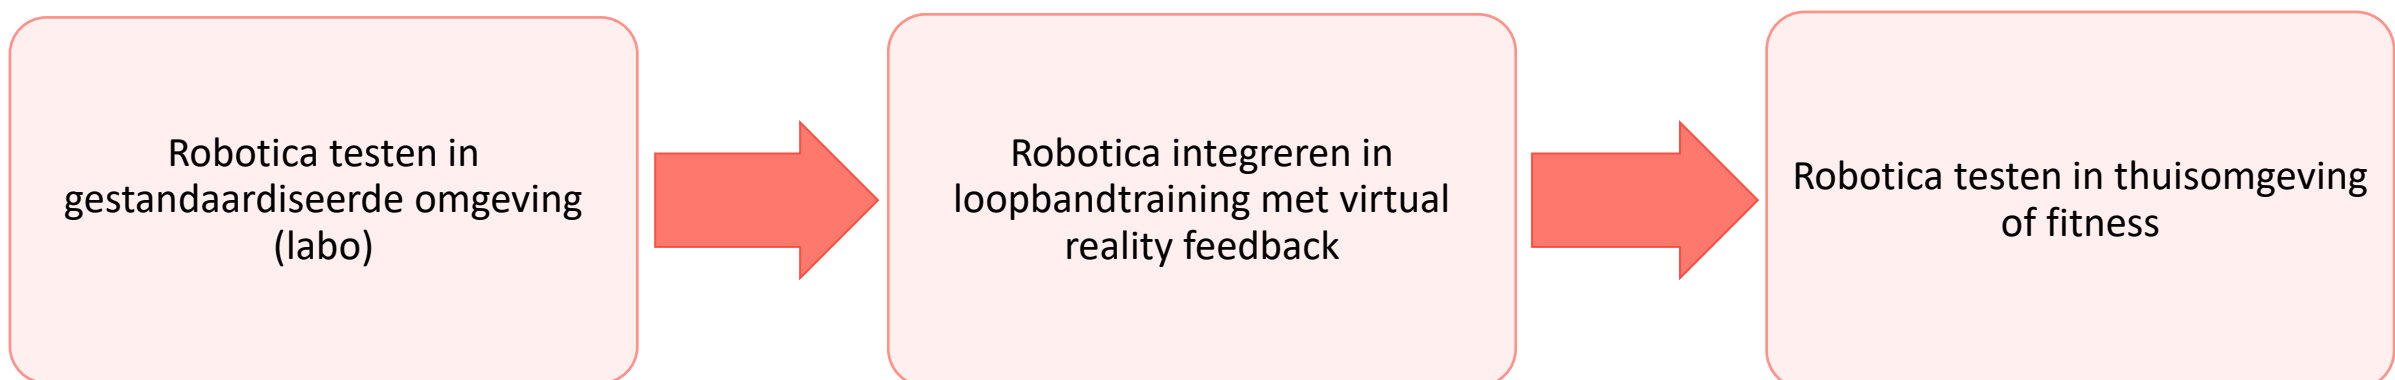 Robotica testen in
gestandaardiseerde omgeving
(labo)
Robotica integreren in
loopbandtraining met virtual
reality feedback
Robotica testen in thuisomgeving
of fitness